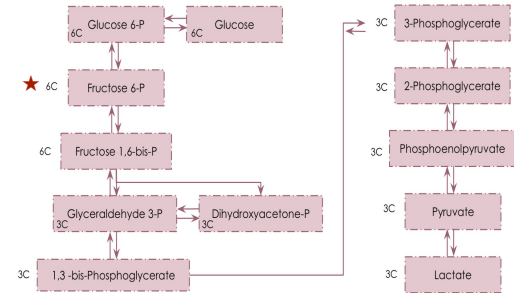 Glucose 6-P
6C
Glucose
6C
6C
Fructose 6-P
6C
Fructose 1,6-bis-P
Glyceraldehyde 3-P
3C
Dihydroxyacetone-P
3C
3C
1,3 -bis-Phosphoglycerate
3C
3-Phosphoglycerate
3C
2-Phosphoglycerate
3C
Phosphoenolpyruvate
3C
Pyruvate
3C
Lactate